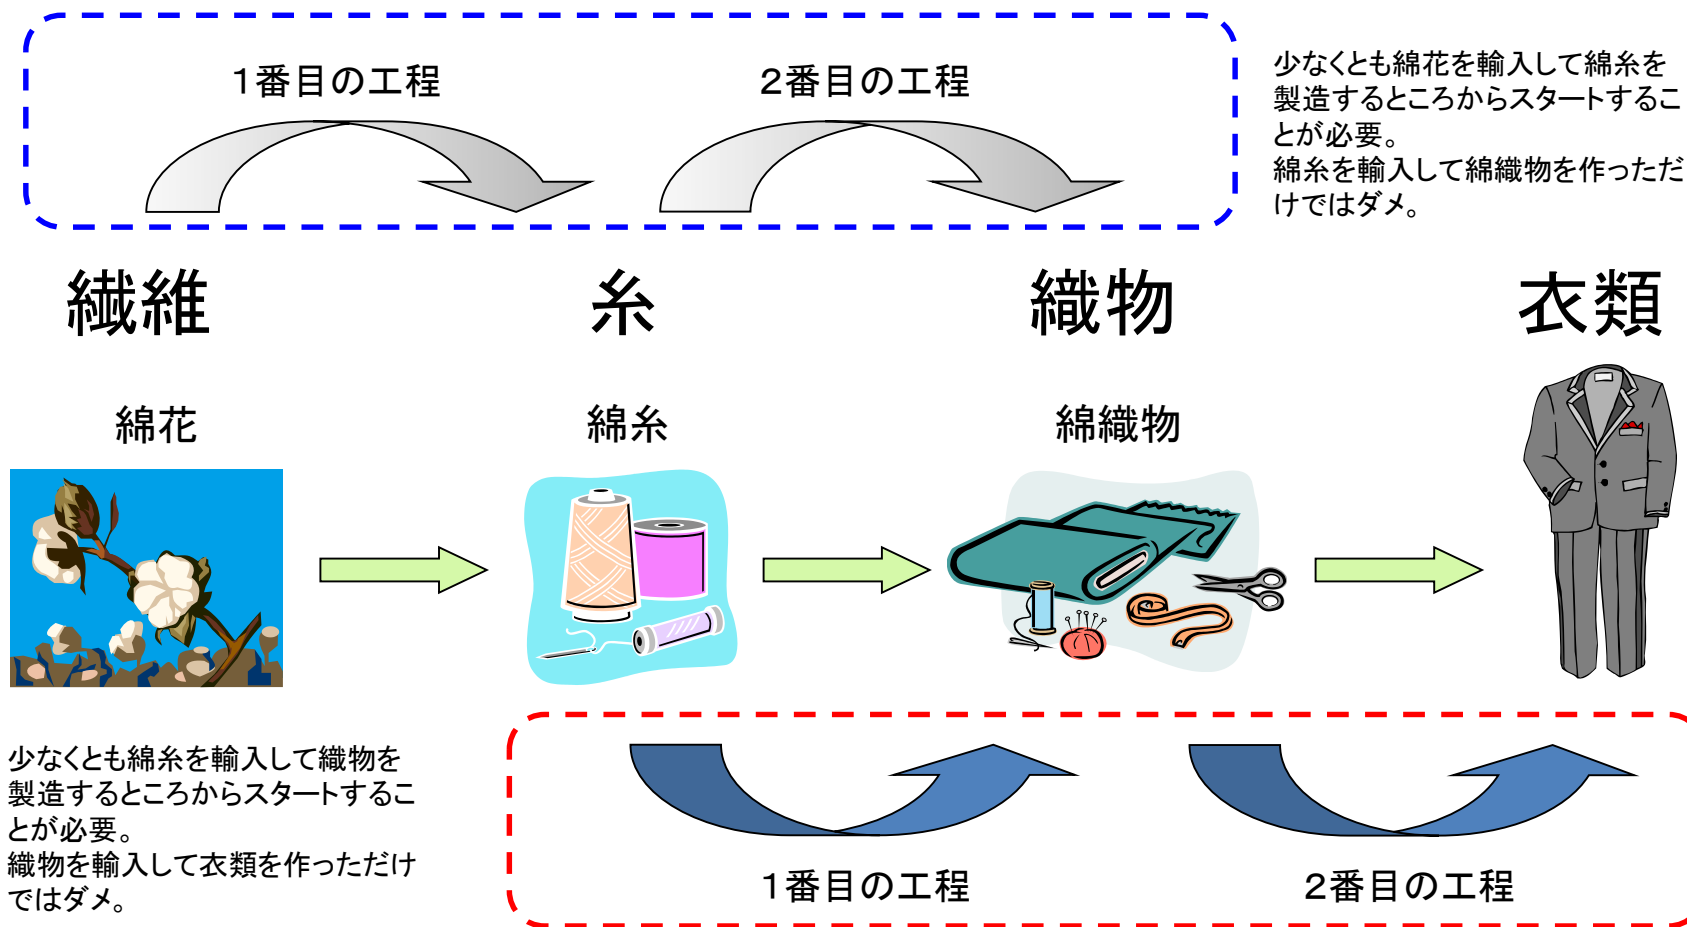 1番目の工程
2番目の工程
少なくとも綿花を輸入して綿糸を
製造するところからスタートするこ
とが必要。
綿糸を輸入して綿織物を作っただ
けではダメ。
繊維
糸
織物
衣類
綿花
綿糸
綿織物
少なくとも綿糸を輸入して織物を
製造するところからスタートするこ
とが必要。
織物を輸入して衣類を作っただけ
ではダメ。
1番目の工程
2番目の工程